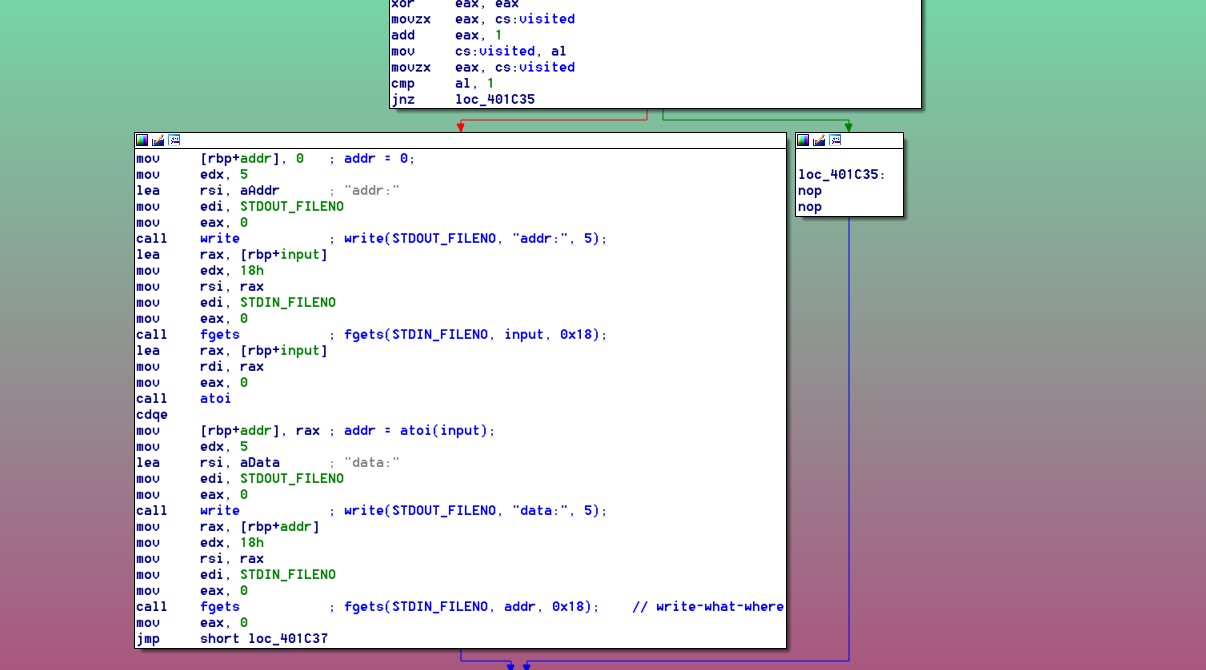 xor     eax, eax
movzx   eax, cs:visited
add     eax, 1
mov     cs:visited, al
movzx   eax, cs:visited
cmp     al, 1
jnz     loc_401C35
mov     [rbp+addr], 0   ; addr = 0;
mov     edx, 5
lea     rsi, aAddr      ; "addr:"
mov     edi, STDOUT_FILENO
mov     eax, 0
call    write           ; write(STDOUT_FILENO, "addr:", 5);
lea     rax, [rbp+input]
mov     edx, 18h
mov     rsi, rax
mov     edi, STDIN_FILENO
mov     eax, 0
call    fgets           ; fgets(STDIN_FILENO, input, 0x18);
lea     rax, [rbp+input]
mov     rdi, rax
mov     eax, 0
call    atoi
cdqe
mov     [rbp+addr], rax ; addr = atoi(input);
mov     edx, 5
lea     rsi, aData      ; "data:"
mov     edi, STDOUT_FILENO
mov     eax, 0
call    write           ; write(STDOUT_FILENO, "data:", 5);
mov     rax, [rbp+addr]
mov     edx, 18h
mov     rsi, rax
mov     edi, STDIN_FILENO
mov     eax, 0
call    fgets           ; fgets(STDIN_FILENO, addr, 0x18);    // write-what-where
mov     eax, 0
jmp     short loc_401C37
loc_401C35:
nop
nop